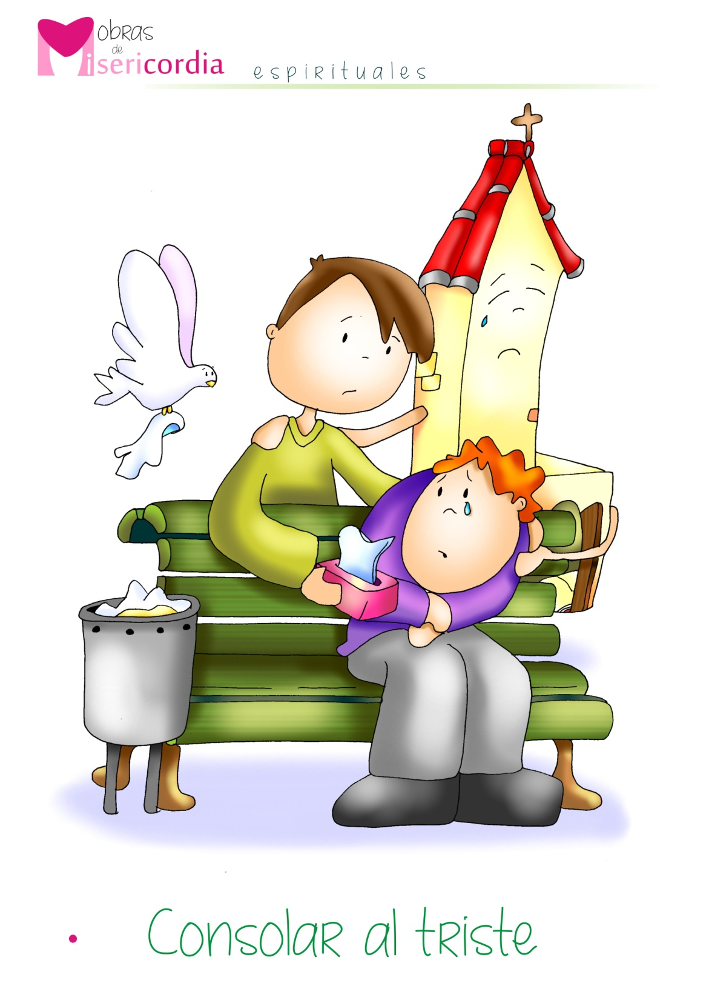 obras
de
Misericordia espirituales
Consolar al triste